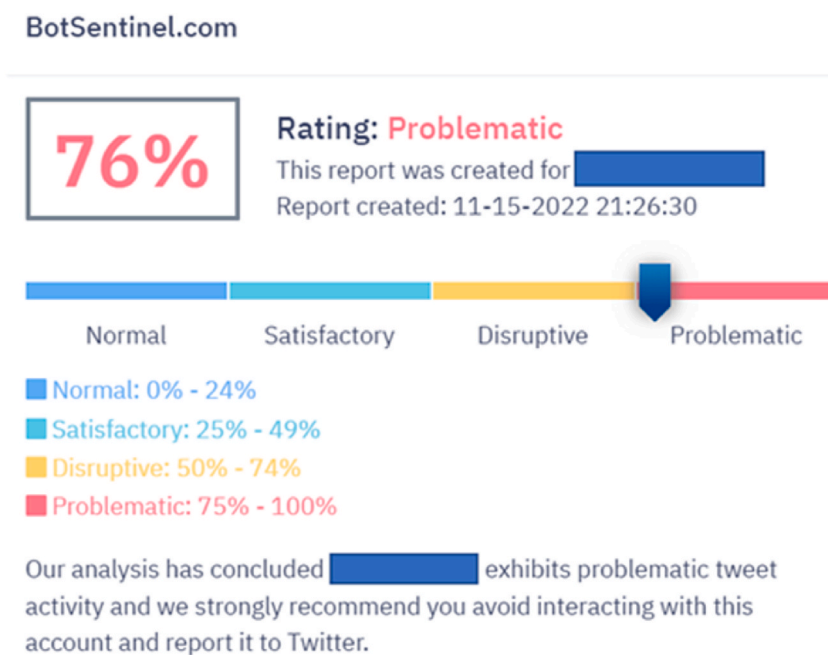 BotSentinel.com
76%
Rating: Problematic
This report was created for
Report created: 11-15-2022 21:26:30
Normal Satisfactory Disruptive Problematic
Normal: 0% - 24%
Satisfactory: 25% - 49%
Disruptive: 50% - 74%
Problematic: 75% - 100%
Our analysis has concluded exhibits problematic tweet
activity and we strongly recommend you avoid interacting with this
account and report it to Twitter.